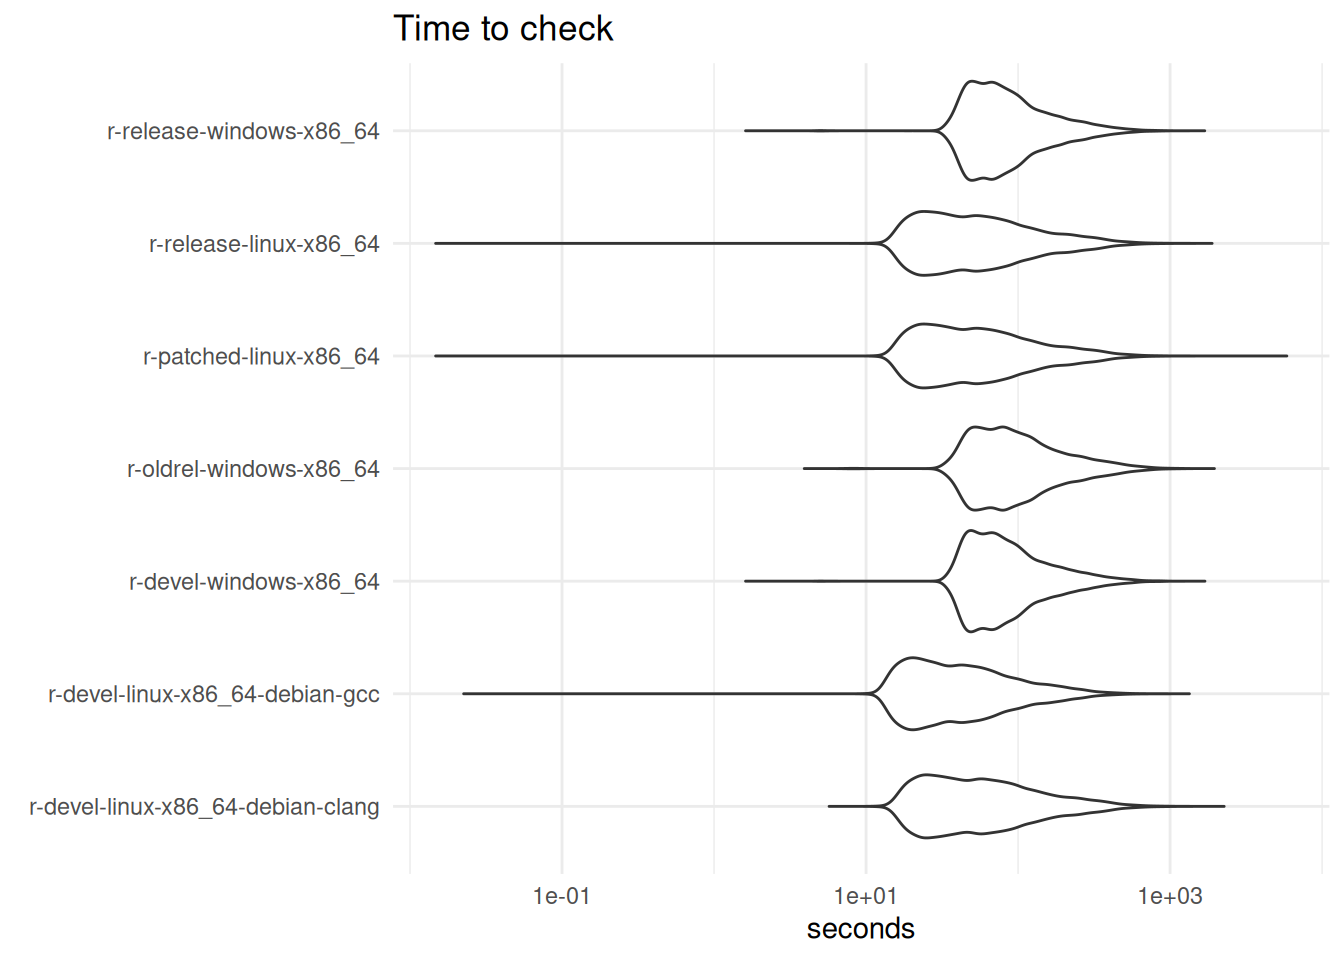 Time to check
r-release-windows-x86_64
r-release-linux-x86_64
r-patched-linux-x86_64
r-oldrel-windows-x86_64
r-devel-windows-x86_64
r-devel-linux-x86_64-debian-gcc
r-devel-linux-x86_64-debian-clang
1e-01 1e+01 1e+03
seconds